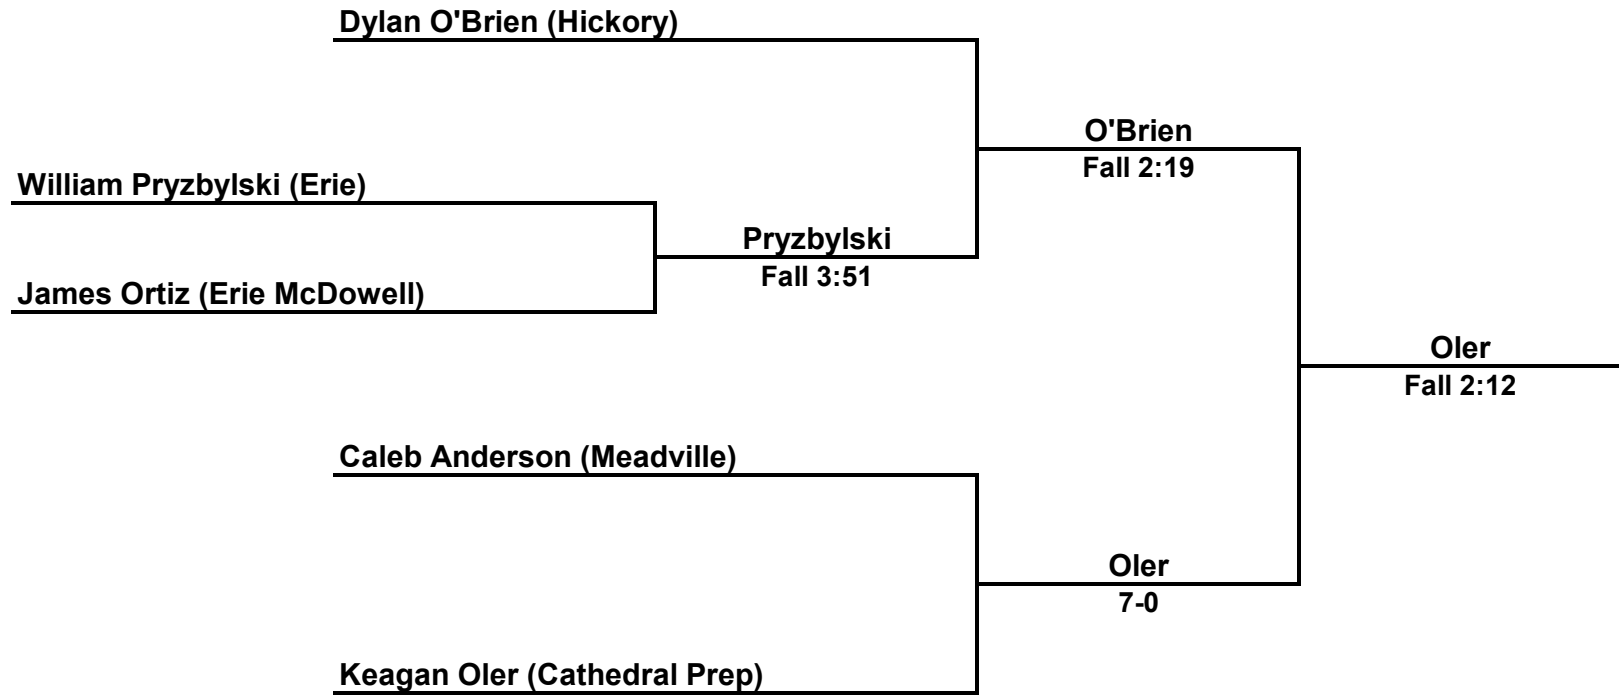 Dylan O'Brien (Hickory)
O'Brien
Fall 2:19
William Pryzbylski (Erie)
Pryzbylski
Fall 3:51
James Ortiz (Erie McDowell)
Oler
Fall 2:12
Caleb Anderson (Meadville)
Oler
7-0
Keagan Oler (Cathedral Prep)